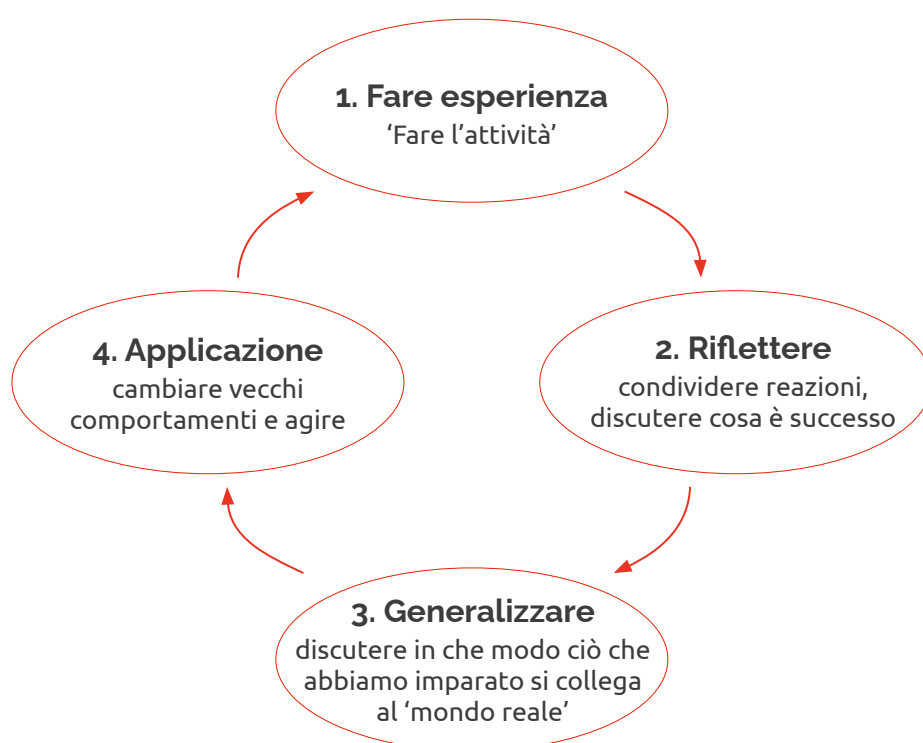 1. Fare esperienza
‘Fare l’attività’
2. Riflettere
condividere reazioni,
discutere cosa è successo
3. Generalizzare
discutere in che modo ciò che
abbiamo imparato si collega
al ‘mondo reale’
4. Applicazione
cambiare vecchi
comportamenti e agire